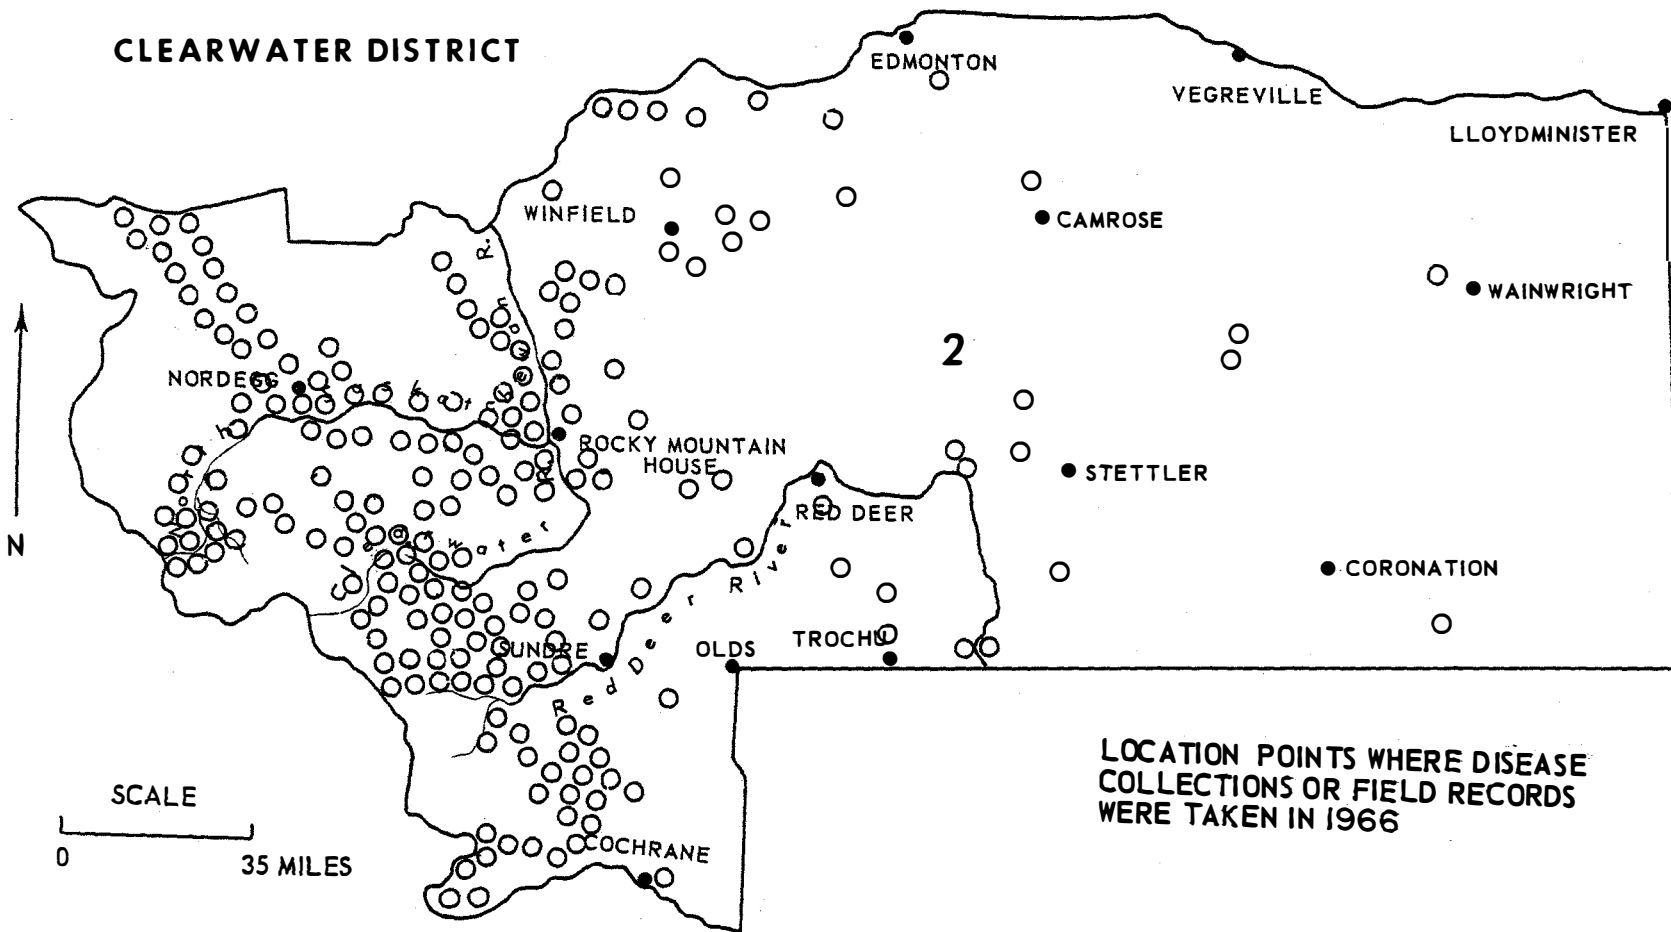 CLEARWATER DISTRICT
EDMONTON
VEGREVILLE
LLOYDMINISTER
WINFIELD
CAMROSE
R.
WAINWRIGHT
2
NORDEGG
North Saskatchewan
ROCKY MOUNTAIN
HOUSE
STETTLER
R.
RED DEER
N
Clearwater
CORONATION
Red Deer River
SUNDRE
OLDS
TROCHU
LOCATION POINTS WHERE DISEASE
COLLECTIONS OR FIELD RECORDS
WERE TAKEN IN 1966
SCALE
0
35 MILES
COCHRANE